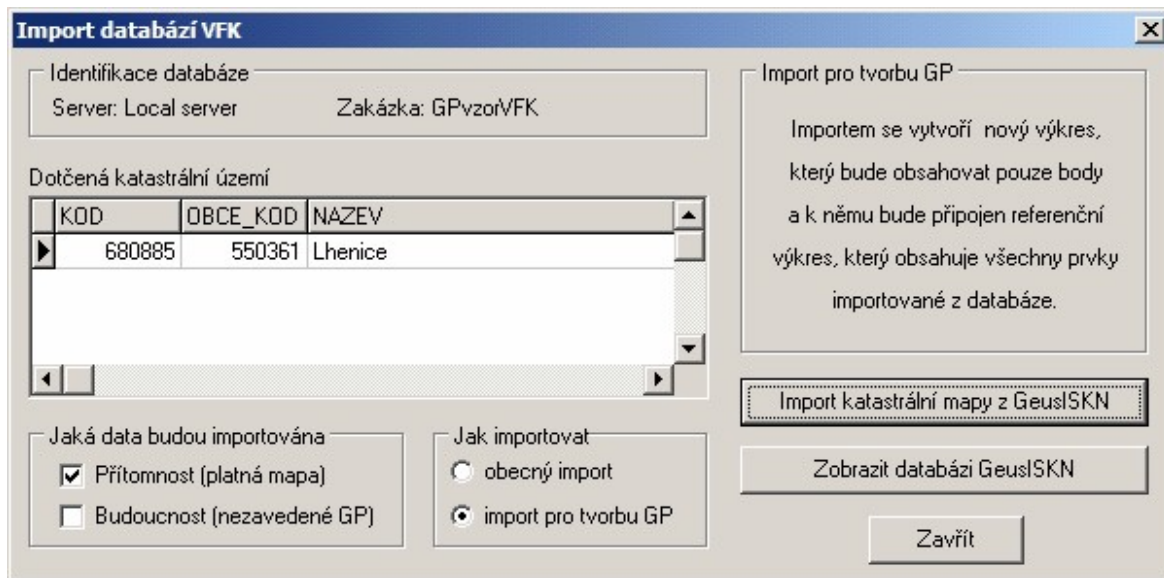 Import databází VFK
Identifikace databáze
Server: Local server Zakázka: GPvzorVFK
Dotčená katastrální území
KOD OBCE_KOD NAZEV
680885 550361 Lhenice
Jaká data budou importována
Přítomnost (platná mapa)
Budoucnost (nezavedené GP)
Jak importovat
obecný import
import pro tvorbu GP
Import pro tvorbu GP
Importem se vytvoří nový výkres,
který bude obsahovat pouze body
a k němu bude připojen referenční
výkres, který obsahuje všechny prvky
importované z databáze.
Import katastrální mapy z GeusISKN
Zobrazit databázi GeusISKN
Zavřít